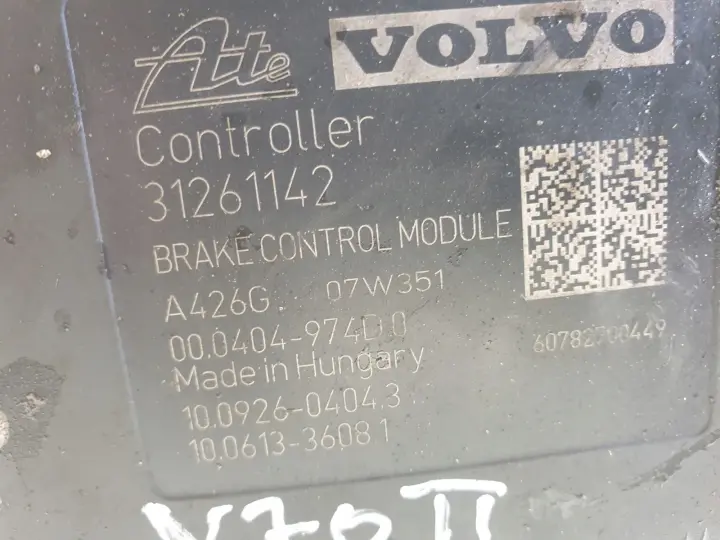 Ate VOLVO
Controller
31261142
BRAKE CONTROL MODULE
A426G 07W351
00.0404-974D.0
Made in Hungary
10.0926-0404.3
10.0613-3608.1
V70 II